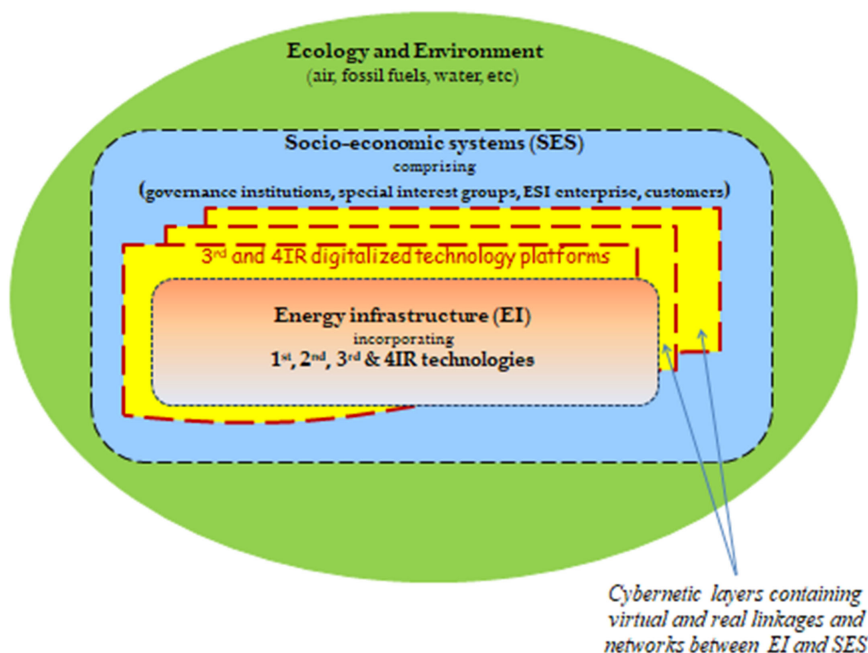 Ecology and Environment
(air, fossil fuels, water, etc)
Socio-economic systems (SES)
comprising
(governance institutions, special interest groups, ESI enterprise, customers)
3rd and 4IR digitalized technology platforms
Energy infrastructure (EI)
incorporating
1st, 2nd, 3rd & 4IR technologies
Cybernetic layers containing
virtual and real linkages and
networks between EI and SES